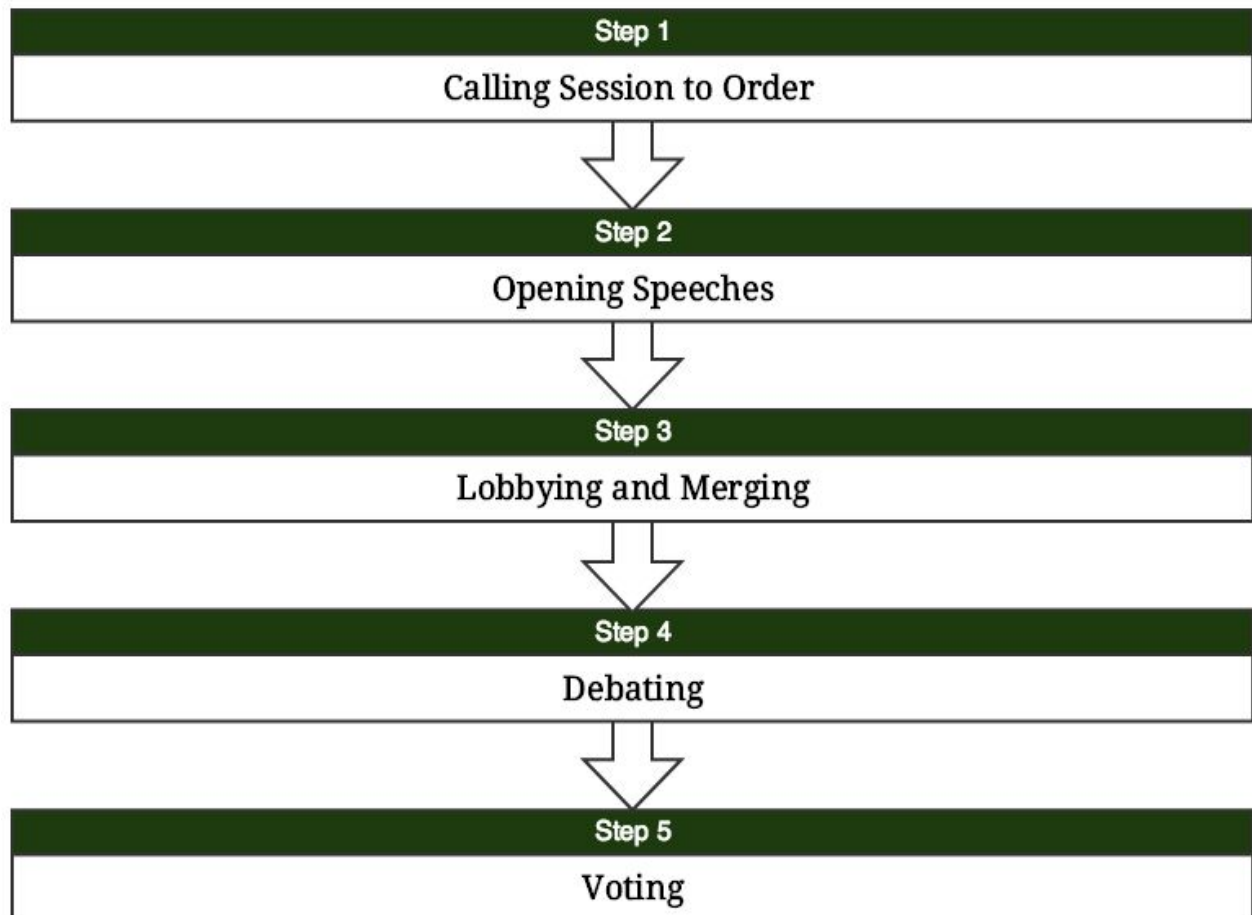 Step 1
Calling Session to Order
Step 2
Opening Speeches
Step 3
Lobbying and Merging
Step 4
Debating
Step 5
Voting